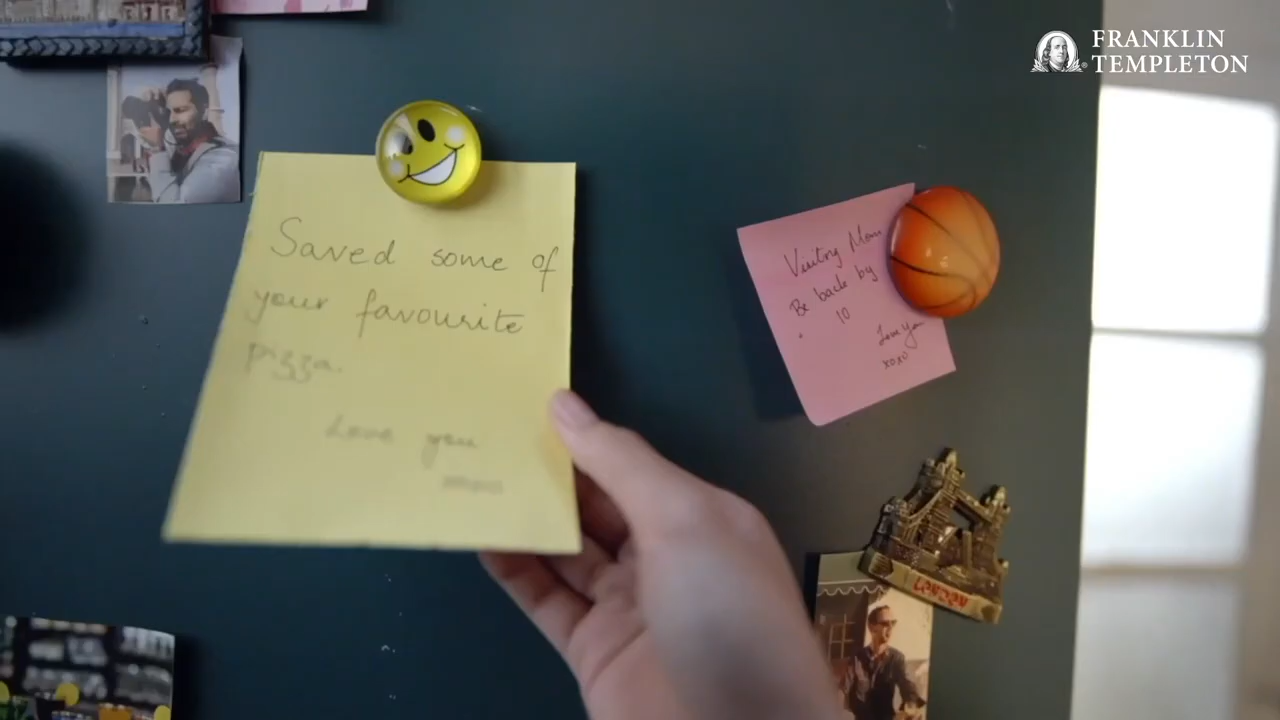 FRANKLIN
TEMPLETON
Saved some of
your favourite
pizza.
Love you
xoxo
Visiting Mom
Be back by
10
Love You
xoxo
LONDON